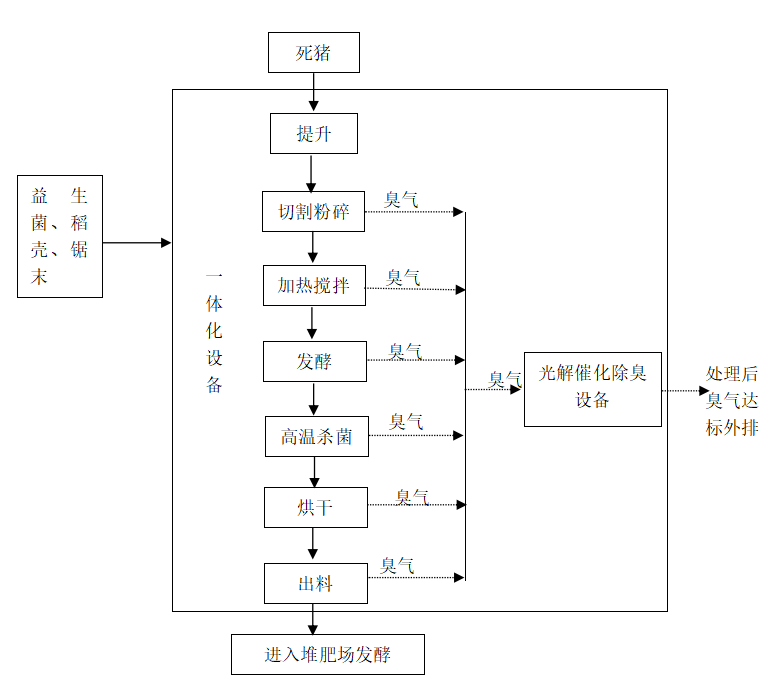 死猪
提升
益生
菌、稻
壳、锯
末
切割粉碎
臭气
一
体
化
设
备
加热搅拌
臭气
发酵
臭气
臭气
光解催化除臭
设备
处理后
臭气达
标外排
高温杀菌
臭气
烘干
臭气
出料
臭气
进入堆肥场发酵